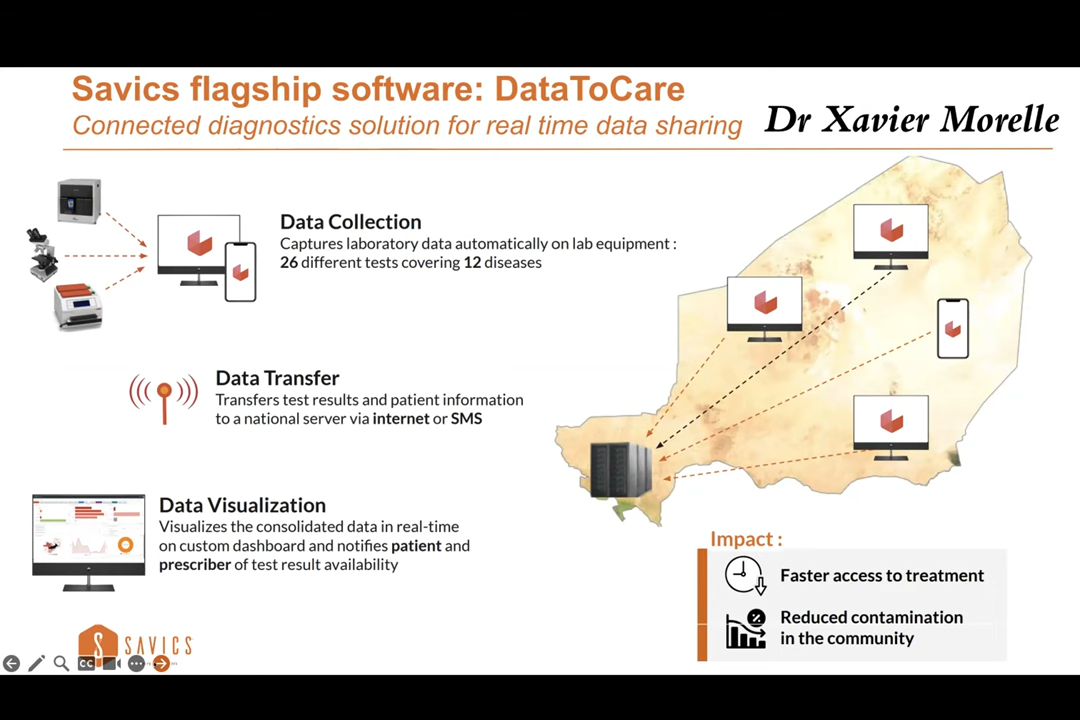 Savics flagship software: DataToCare
Connected diagnostics solution for real time data sharing
Dr Xavier Morelle
Data Collection
Captures laboratory data automatically on lab equipment :
26 different tests covering 12 diseases
Data Transfer
Transfers test results and patient information
to a national server via internet or SMS
Data Visualization
Visualizes the consolidated data in real-time
on custom dashboard and notifies patient and
prescriber of test result availability
Impact :
Faster access to treatment
Reduced contamination
in the community
SAVICS
CC